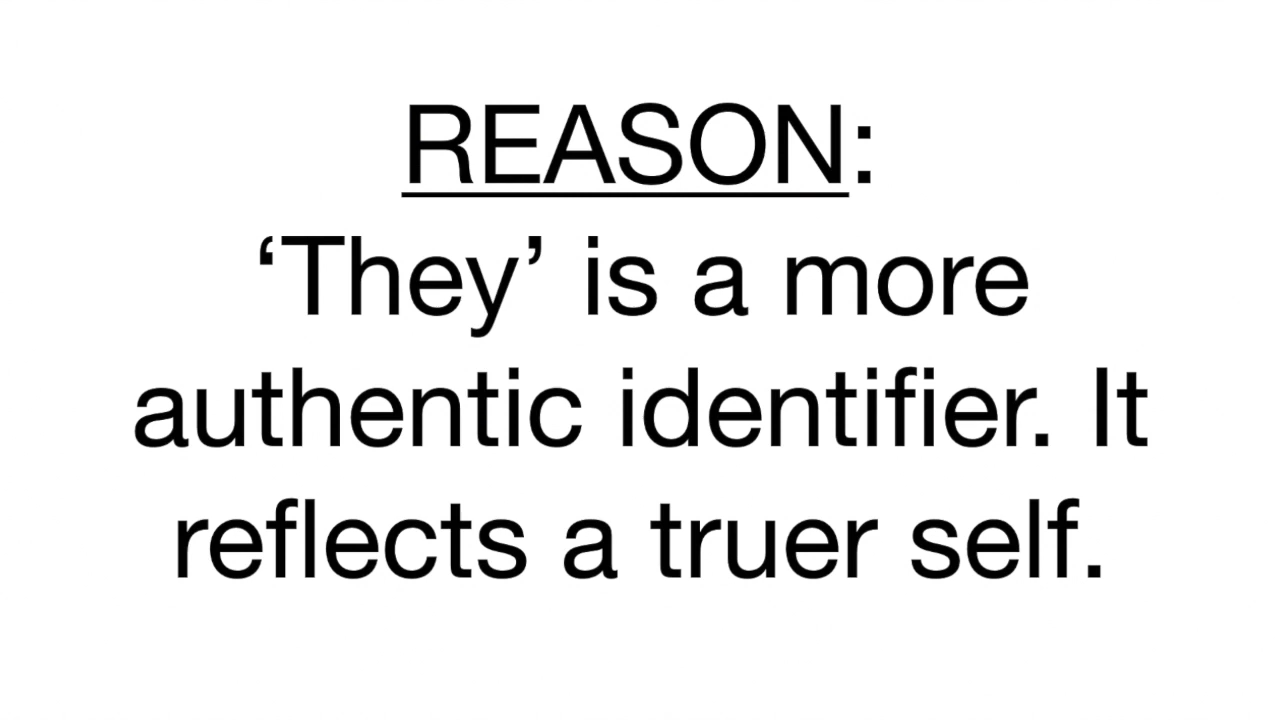 REASON:
‘They’ is a more
authentic identifier. It
reflects a truer self.